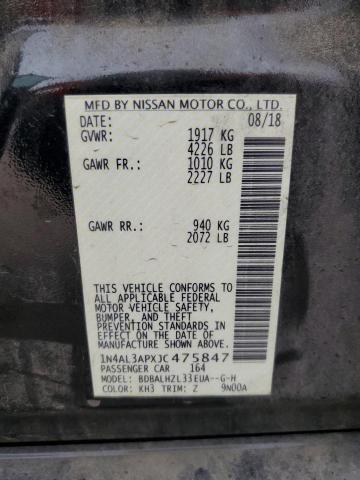 MFD BY NISSAN MOTOR CO., LTD.
DATE: 08/18
GVWR: 1917 KG
4226 LB
GAWR FR.: 1010 KG
2227 LB
GAWR RR.: 940 KG
2072 LB
THIS VEHICLE CONFORMS TO ALL
APPLICABLE FEDERAL MOTOR
VEHICLE SAFETY,
BUMPER, AND THEFT
PREVENTION STANDARDS IN EFFECT
ON THE DATE OF MANUFACTURE
SHOWN ABOVE.
1N4AL3APXJC475847
PASSENGER CAR 164
MODEL: BDBALHZL33EUA--G-H
COLOR: KH3 TRIM: Z 9N00A